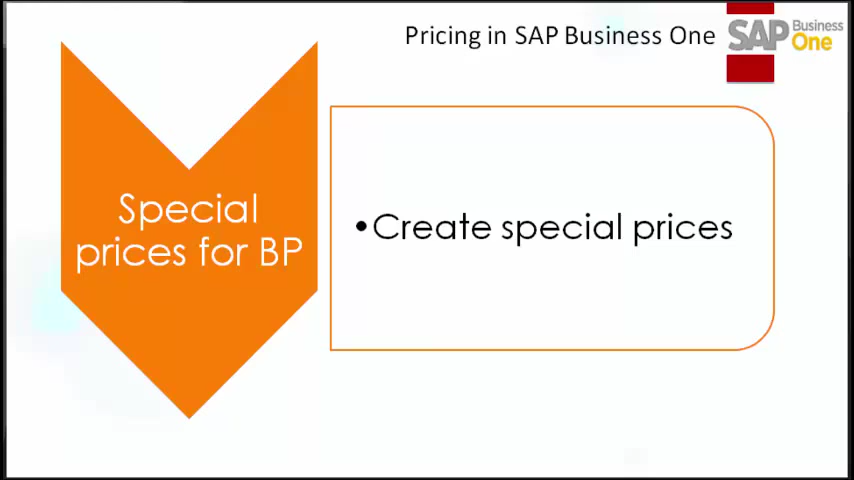 Pricing in SAP Business One
SAP Business
One
Special
prices for BP
•Create special prices